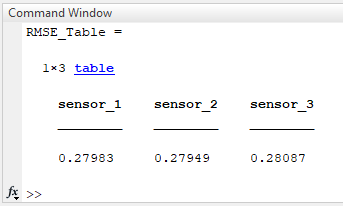 Command Window
RMSE_Table =
1×3 table
sensor_1 sensor_2 sensor_3
0.27983 0.27949 0.28087
fx >>